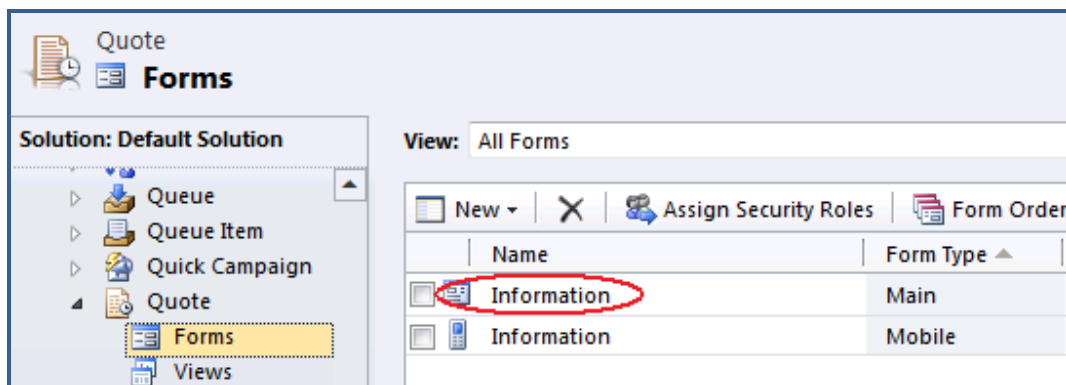 Quote
Forms
Solution: Default Solution
Queue
Queue Item
Quick Campaign
Quote
Forms
Views
View: All Forms
New Assign Security Roles Form Order
Name Form Type
Information Main
Information Mobile